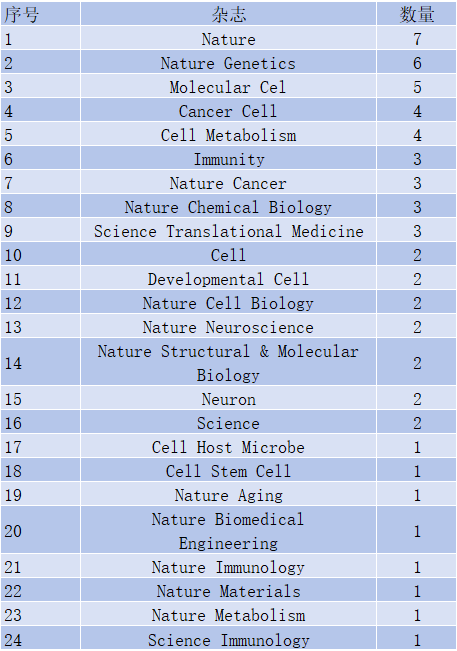 序号 杂志 数量
1 Nature 7
2 Nature Genetics 6
3 Molecular Cel 5
4 Cancer Cell 4
5 Cell Metabolism 4
6 Immunity 3
7 Nature Cancer 3
8 Nature Chemical Biology 3
9 Science Translational Medicine 3
10 Cell 2
11 Developmental Cell 2
12 Nature Cell Biology 2
13 Nature Neuroscience 2
14 Nature Structural & Molecular 2
Biology
15 Neuron 2
16 Science 2
17 Cell Host Microbe 1
18 Cell Stem Cell 1
19 Nature Aging 1
20 Nature Biomedical 1
Engineering
21 Nature Immunology 1
22 Nature Materials 1
23 Nature Metabolism 1
24 Science Immunology 1